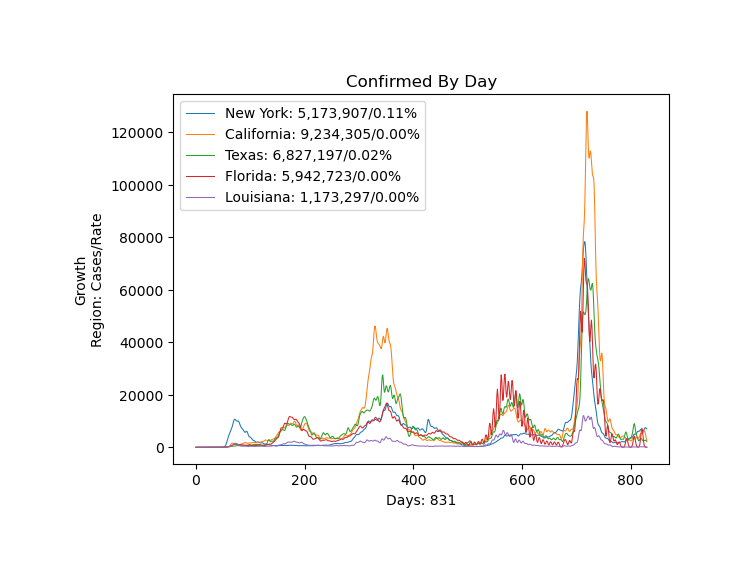 Confirmed By Day
New York: 5,173,907/0.11%
California: 9,234,305/0.00%
Texas: 6,827,197/0.02%
Florida: 5,942,723/0.00%
Louisiana: 1,173,297/0.00%
120000
100000
80000
60000
40000
20000
0
Growth
Region: Cases/Rate
0 200 400 600 800
Days: 831